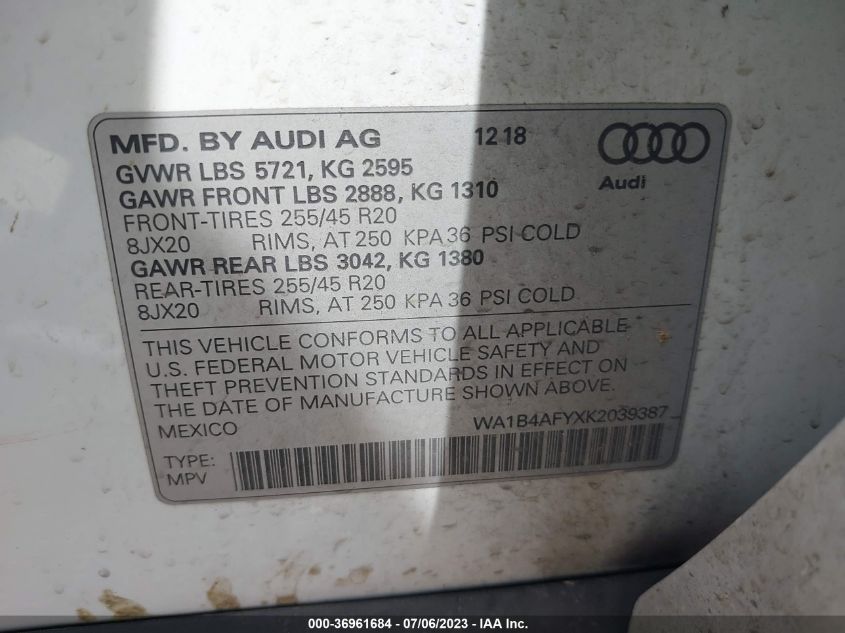 MFD. BY AUDI AG 12 18
Audi
GVWR LBS 5721, KG 2595
GAWR FRONT LBS 2888, KG 1310
FRONT-TIRES 255/45 R20
8JX20 RIMS, AT 250 KPA 36 PSI COLD
GAWR REAR LBS 3042, KG 1380
REAR-TIRES 255/45 R20
8JX20 RIMS, AT 250 KPA 36 PSI COLD
THIS VEHICLE CONFORMS TO ALL APPLICABLE
U.S. FEDERAL MOTOR VEHICLE SAFETY AND
THEFT PREVENTION STANDARDS IN EFFECT ON
THE DATE OF MANUFACTURE SHOWN ABOVE.
MEXICO WA1B4AFYXK2039387
TYPE:
MPV
000-36961684 - 07/06/2023 - IAA Inc.